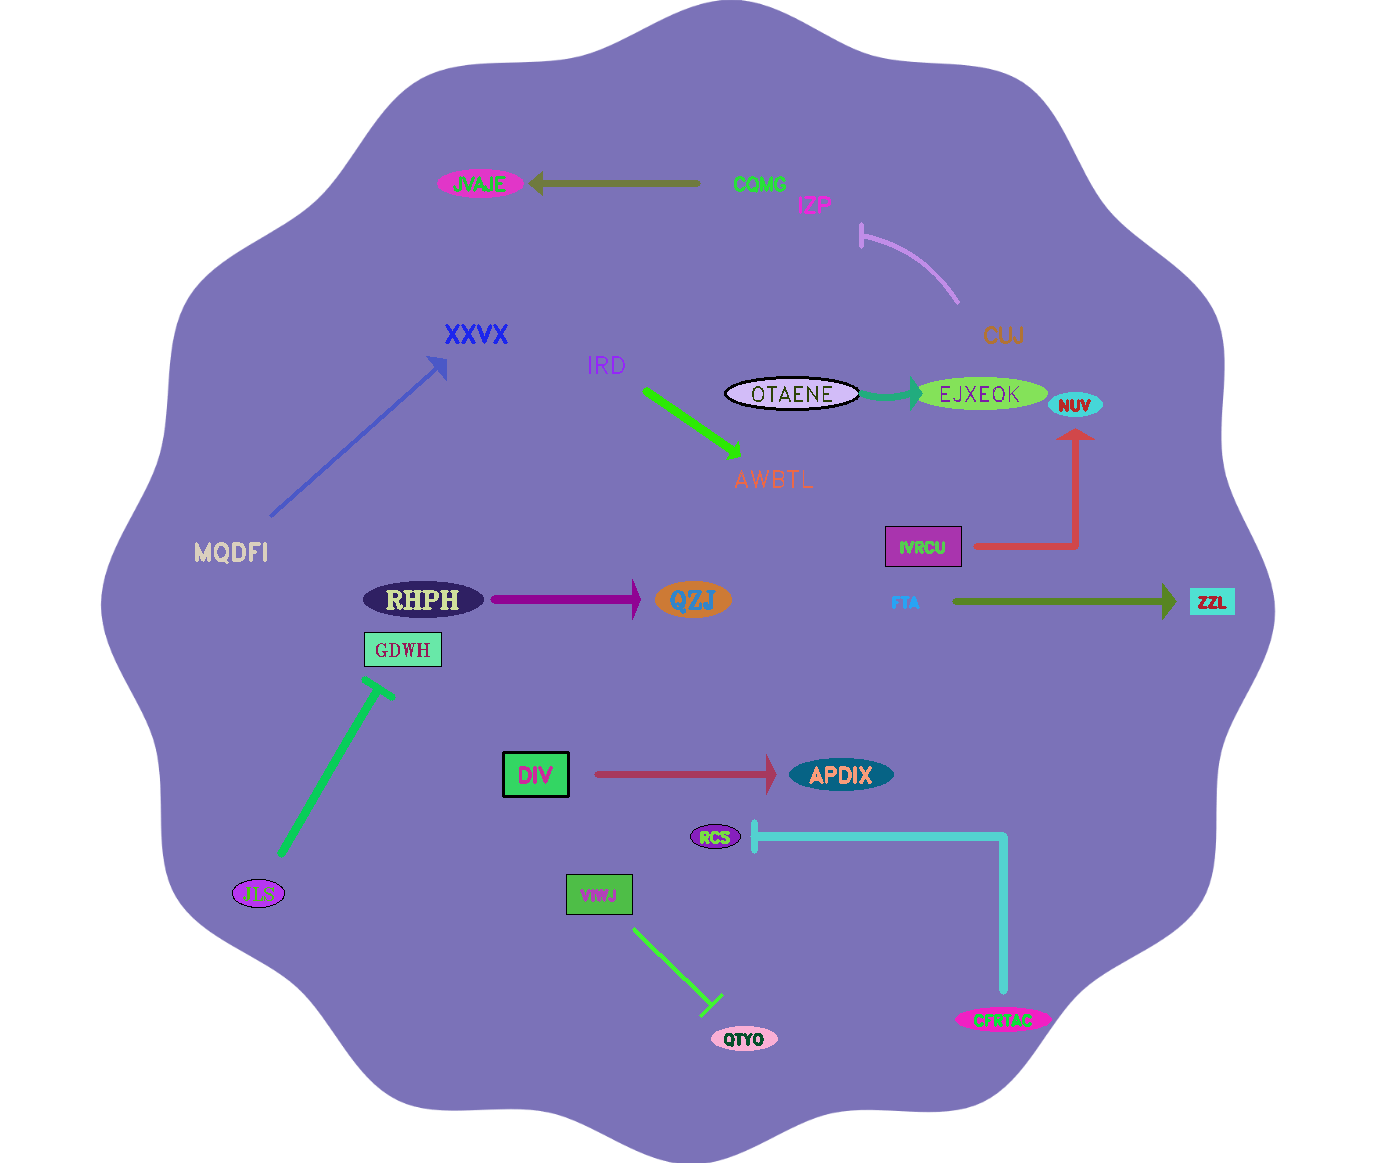 JVAJE
CQMG
IZP
XXVX
CUJ
IRD
OTAENE
EJXEOK
NUV
AWBTL
MQDFI
IVRCU
RHPH
QZJ
FTA
ZZL
GDWH
DIV
APDIX
RCS
JLS
VIWJ
CFRTAC
QTYO